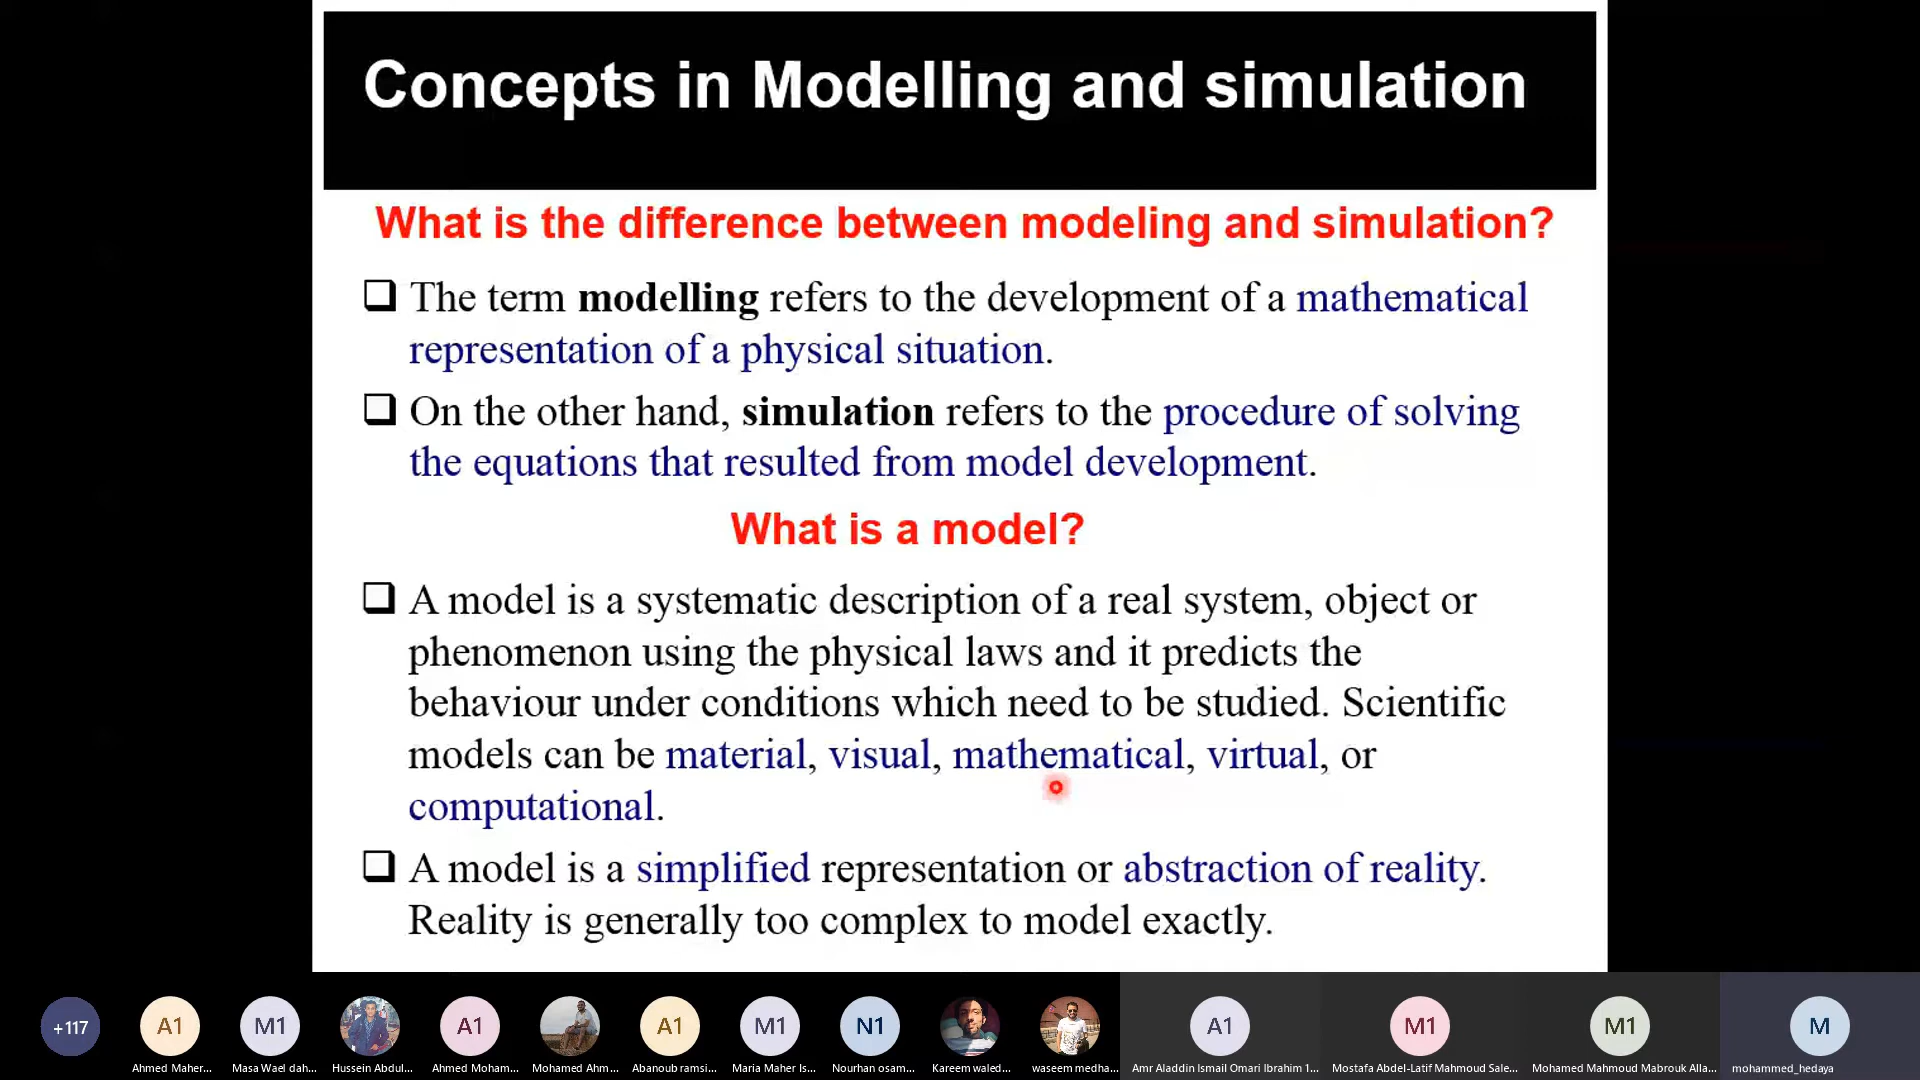 Concepts in Modelling and simulation
What is the difference between modeling and simulation?
The term modelling refers to the development of a mathematical
representation of a physical situation.
On the other hand, simulation refers to the procedure of solving
the equations that resulted from model development.
What is a model?
A model is a systematic description of a real system, object or
phenomenon using the physical laws and it predicts the
behaviour under conditions which need to be studied. Scientific
models can be material, visual, mathematical, virtual, or
computational.
A model is a simplified representation or abstraction of reality.
Reality is generally too complex to model exactly.
+117 A1 M1 A1 A1 M1 N1 A1 M1 M1 M
Ahmed Maher... Masa Wael dah... Hussein Abdul... Ahmed Moham... Mohamed Ahm... Abanoub ramsi... Maria Maher Is... Nourhan osam... Kareem waled... waseem medha... Amr Aladdin Ismail Omari Ibrahim 1... Mostafa Abdel-Latif Mahmoud Sale... Mohamed Mahmoud Mabrouk Alla... mohammed_hedaya